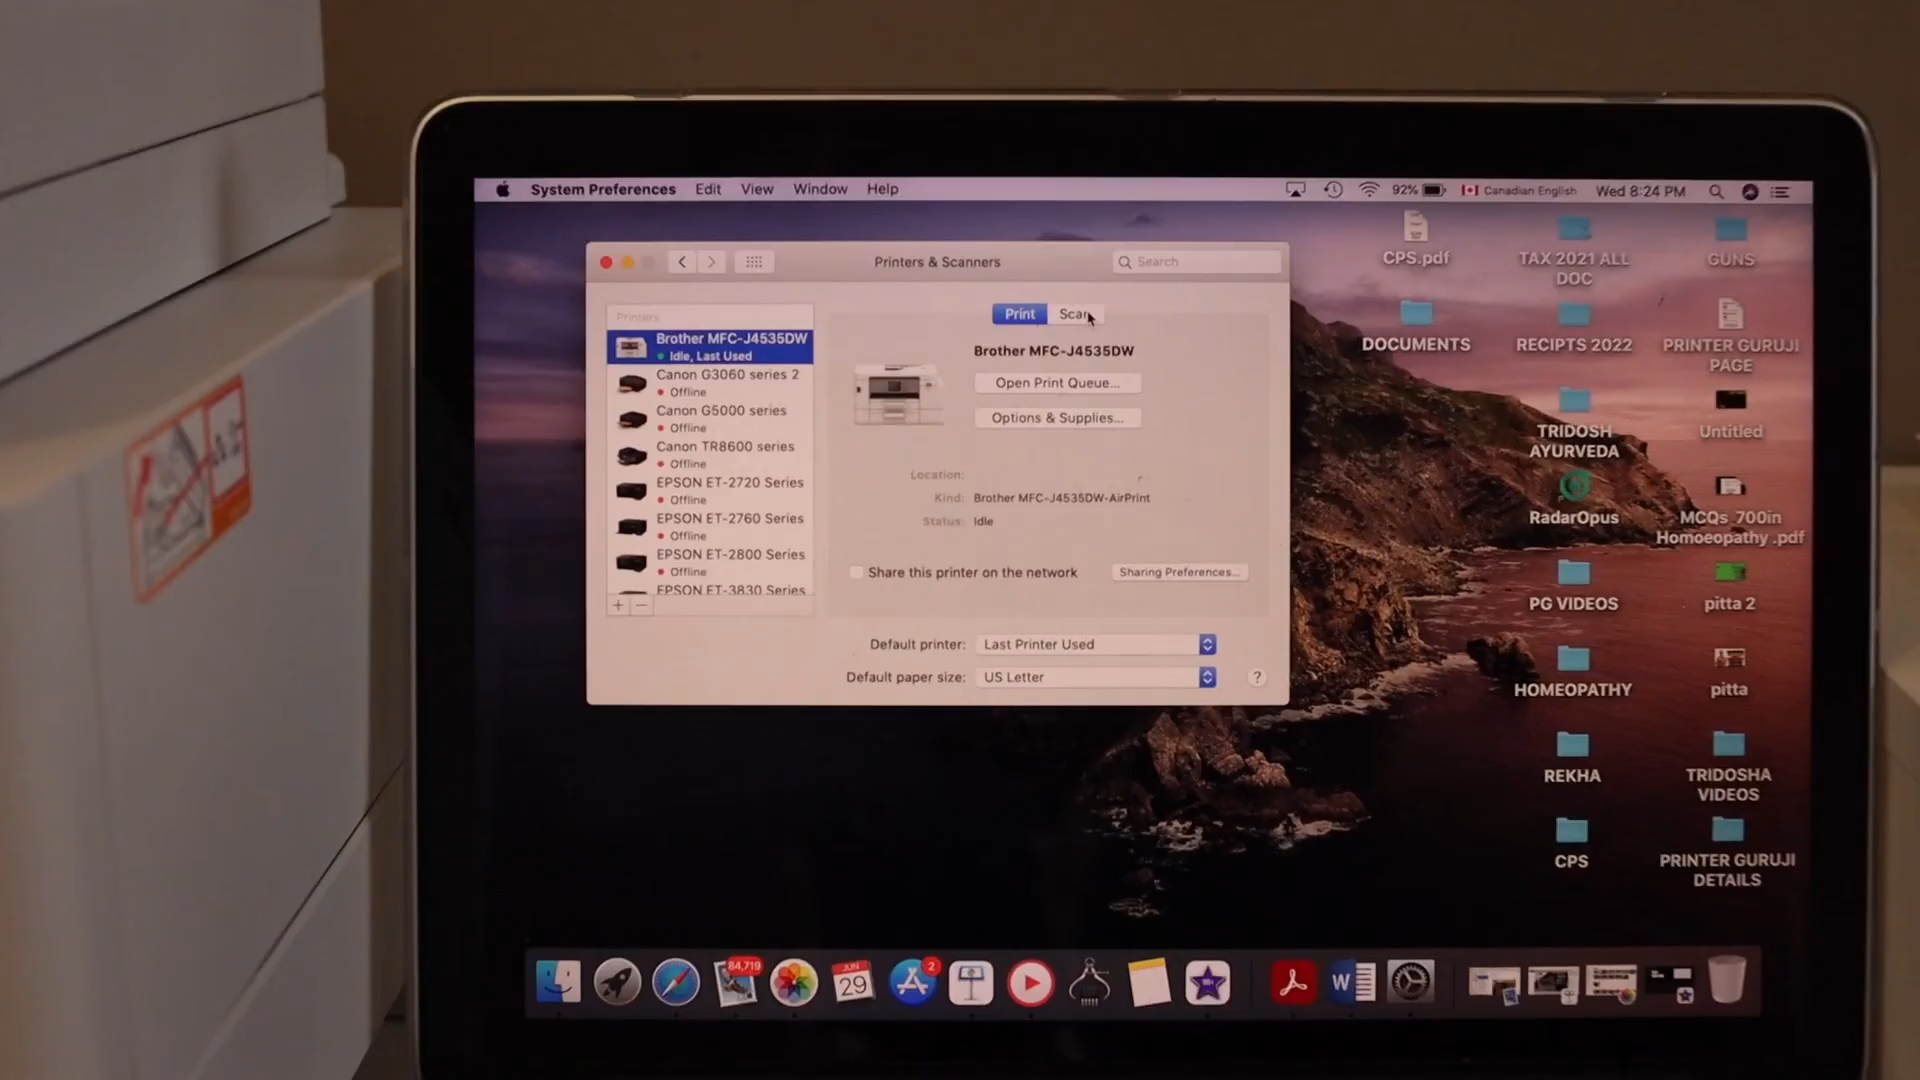 System Preferences Edit View Window Help
92% Canadian English Wed 8:24 PM
Printers & Scanners
Search
Printers
Brother MFC-J4535DW
Idle, Last Used
Canon G3060 series 2
Offline
Canon G5000 series
Offline
Canon TR8600 series
Offline
EPSON ET-2720 Series
Offline
EPSON ET-2760 Series
Offline
EPSON ET-2800 Series
Offline
EPSON ET-3830 Series
+ −
Print Scan
Brother MFC-J4535DW
Open Print Queue...
Options & Supplies...
Location:
Kind: Brother MFC-J4535DW-AirPrint
Status: Idle
Share this printer on the network
Sharing Preferences...
Default printer: Last Printer Used
Default paper size: US Letter
?
CPS.pdf
DOCUMENTS
TAX 2021 ALL
DOC
RECIPTS 2022
TRIDOSH
AYURVEDA
RadarOpus
PG VIDEOS
HOMEOPATHY
REKHA
CPS
GUNS
PRINTER GURUJI
PAGE
Untitled
MCQs 700in
Homoeopathy .pdf
pitta 2
pitta
TRIDOSHA
VIDEOS
PRINTER GURUJI
DETAILS
84,719
JUN
29
2
W